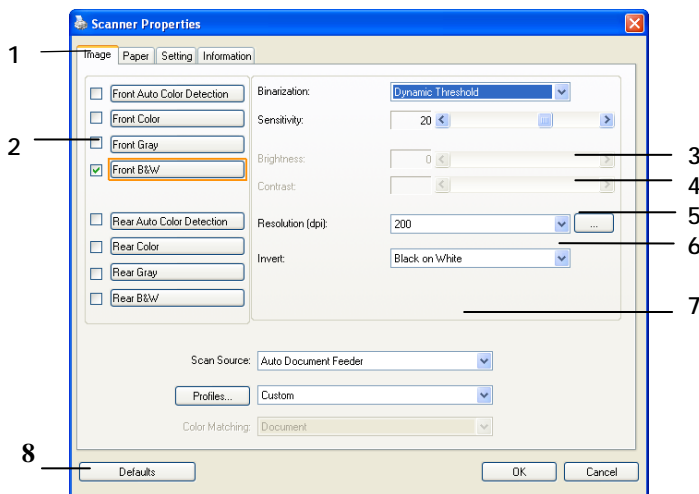 Scanner Properties
1
Image Paper Setting Information
Front Auto Color Detection
Front Color
2
Front Gray
Front B&W
Rear Auto Color Detection
Rear Color
Rear Gray
Rear B&W
Binarization: Dynamic Threshold
Sensitivity: 20
Brightness: 0
3
Contrast:
4
Resolution (dpi): 200 ...
5
6
Invert: Black on White
7
Scan Source: Auto Document Feeder
Profiles... Custom
Color Matching: Document
8
Defaults OK Cancel